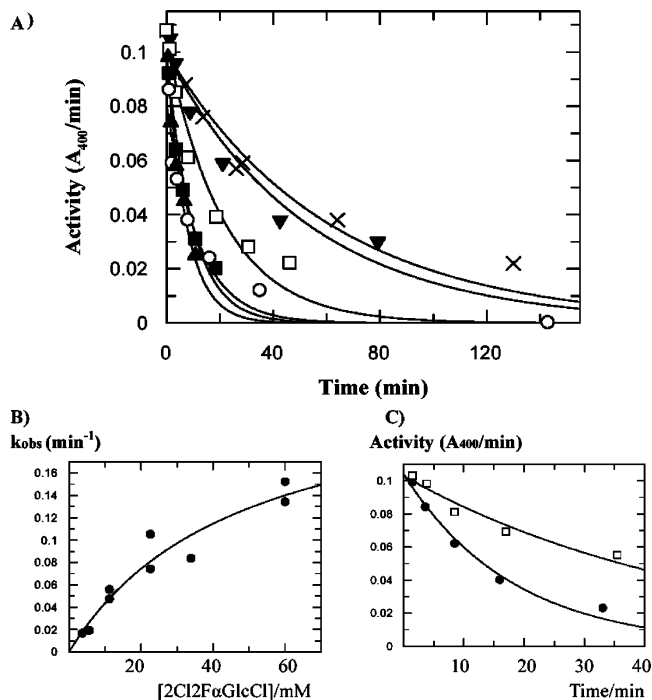 A)
Activity (A400/min)
0.1
0.08
0.06
0.04
0.02
0
0 40 80 120
Time (min)
B)
kobs (min-1)
0.16
0.14
0.12
0.1
0.08
0.06
0.04
0.02
0
0 20 40 60
[2Cl2FαGlcCl]/mM
C)
Activity (A400/min)
0.1
0.08
0.06
0.04
0.02
0
10 20 30 40
Time/min